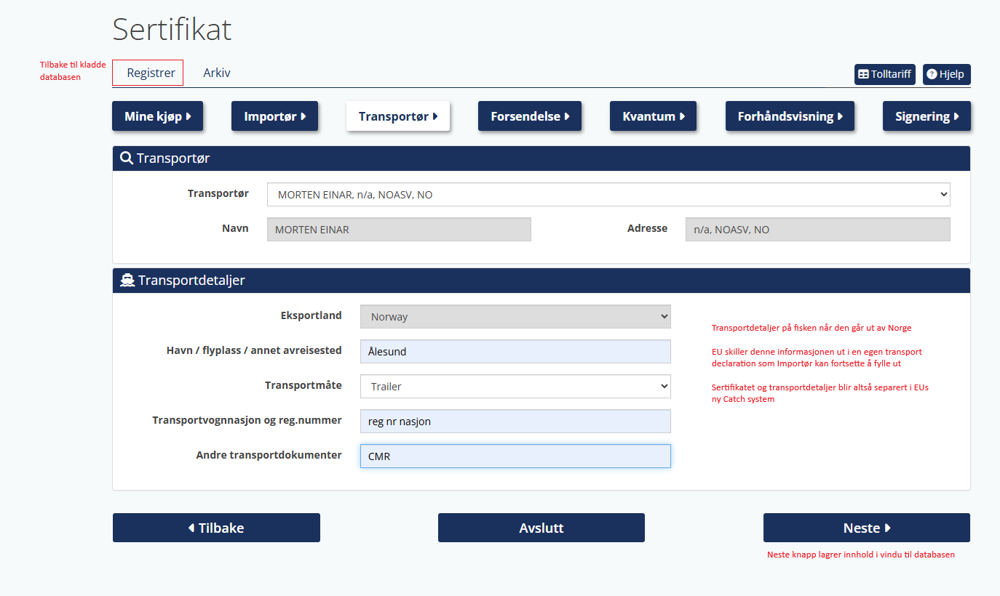 Sertifikat
Tilbake til kladde
databasen
Registrer
Arkiv
Tolltariff
Hjelp
Mine kjøp
Importør
Transportør
Forsendelse
Kvantum
Forhåndsvisning
Signering
Transportør
Transportør
MORTEN EINAR, n/a, NOASV, NO
Navn
MORTEN EINAR
Adresse
n/a, NOASV, NO
Transportdetaljer
Eksportland
Norway
Havn / flyplass / annet avreisested
Ålesund
Transportmåte
Trailer
Transportvognnasjon og reg.nummer
reg nr nasjon
Andre transportdokumenter
CMR
Transportdetaljer på fisken når den går ut av Norge
EU skiller denne informasjonen ut i en egen transport
declaration som Importør kan fortsette å fylle ut
Sertifikatet og transportdetaljer blir altså separert i EUs
ny Catch system
Tilbake
Avslutt
Neste
Neste knapp lagrer innhold i vindu til databasen